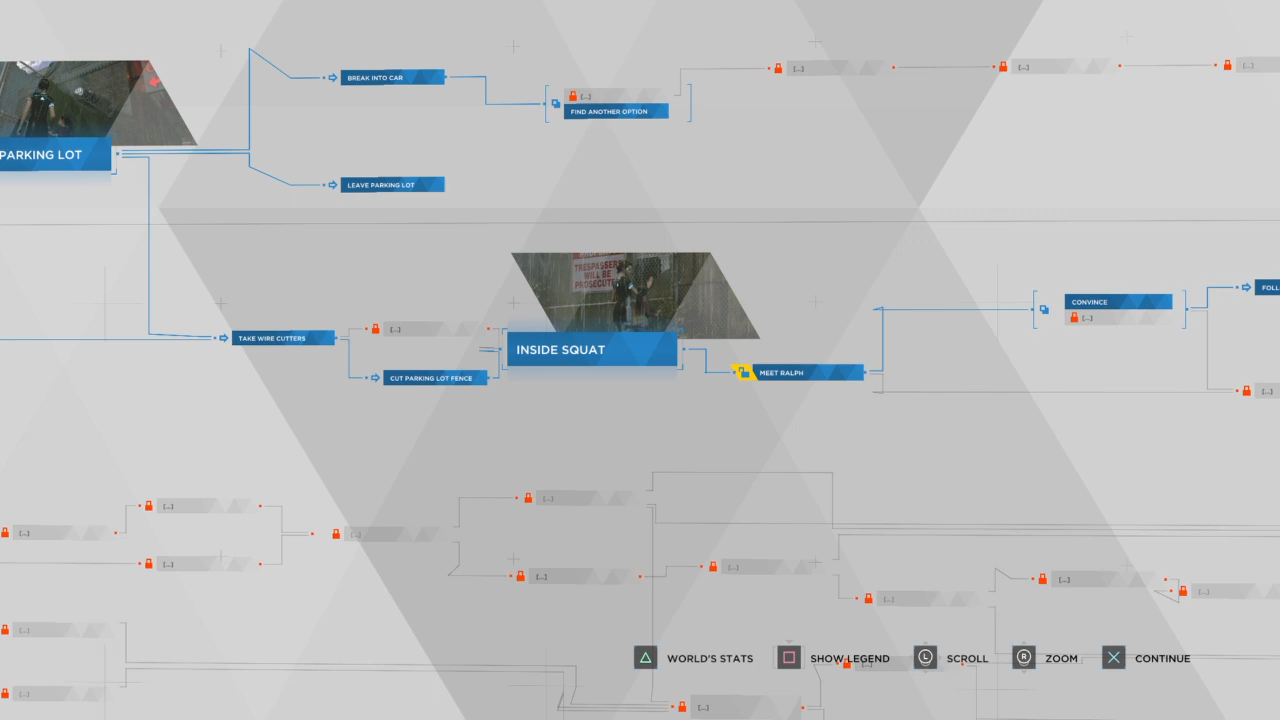 BREAK INTO CAR
[...]
[...]
[...]
[...]
FIND ANOTHER OPTION
PARKING LOT
LEAVE PARKING LOT
TRESPASSERS
WILL BE
PROSECUTED
CONVINCE
[...]
FOLL
TAKE WIRE CUTTERS
[...]
CUT PARKING LOT FENCE
INSIDE SQUAT
MEET RALPH
[...]
[...]
[...]
[...]
[...]
[...]
[...]
[...]
[...]
[...]
[...]
[...]
[...]
WORLD'S STATS
SHOW LEGEND
[...]
L
SCROLL
R
ZOOM
CONTINUE
[...]
[...]